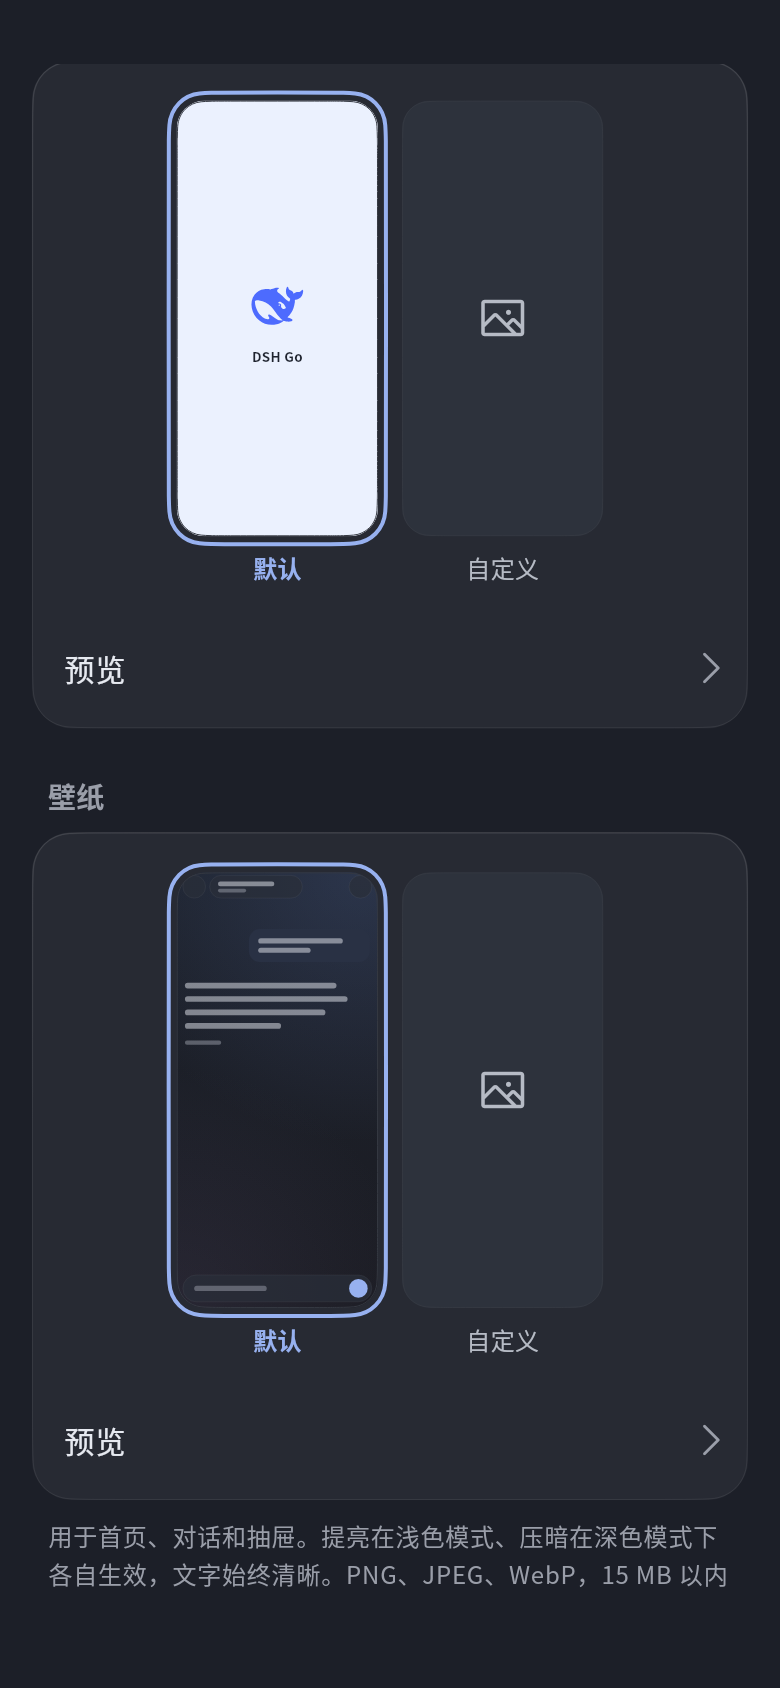 DSH Go
默认
自定义
预览
壁纸
默认
自定义
预览
用于首页、对话和抽屉。提亮在浅色模式、压暗在深色模式下
各自生效，文字始终清晰。PNG、JPEG、WebP，15 MB 以内